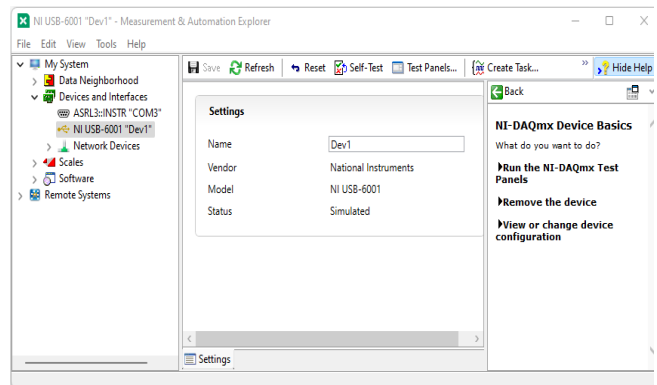 NI USB-6001 "Dev1" - Measurement & Automation Explorer
File Edit View Tools Help
My System
Data Neighborhood
Devices and Interfaces
ASRL3::INSTR "COM3"
NI USB-6001 "Dev1"
Network Devices
Scales
Software
Remote Systems
Save Refresh Reset Self-Test Test Panels... Create Task... » Hide Help
Settings
Name Dev1
Vendor National Instruments
Model NI USB-6001
Status Simulated
Settings
Back
NI-DAQmx Device Basics
What do you want to do?
Run the NI-DAQmx Test
Panels
Remove the device
View or change device
configuration